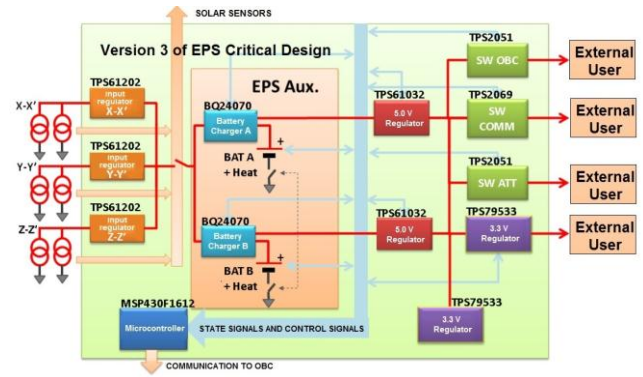 SOLAR SENSORS
Version 3 of EPS Critical Design
EPS Aux.
TPS61202
input
regulator
X-X'
X-X'
TPS61202
input
regulator
Y-Y'
Y-Y'
TPS61202
input
regulator
Z-Z'
Z-Z'
BQ24070
Battery
Charger A
+
BAT A
+ Heat
BQ24070
Battery
Charger B
+
BAT B
+ Heat
TPS61032
5.0 V
Regulator
TPS61032
5.0 V
Regulator
TPS2051
SW OBC
External
User
TPS2069
SW
COMM
External
User
TPS2051
SW ATT
External
User
TPS79533
3.3 V
Regulator
External
User
TPS79533
3.3 V
Regulator
MSP430F1612
Microcontroller
STATE SIGNALS AND CONTROL SIGNALS
COMMUNICATION TO OBC